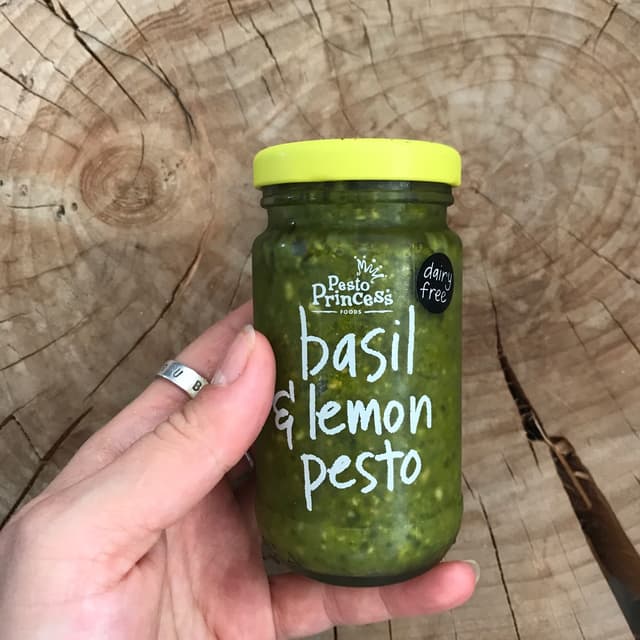 Pesto
Princess
FOODS
dairy
free
basil
& lemon
pesto